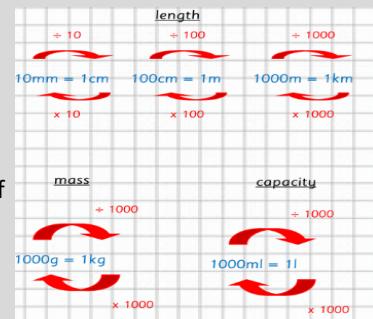 length
÷ 10 ÷ 100 ÷ 1000
10mm = 1cm 100cm = 1m 1000m = 1km
x 10 x 100 x 1000
mass capacity
÷ 1000 ÷ 1000
1000g = 1kg 1000ml = 1l
x 1000 x 1000